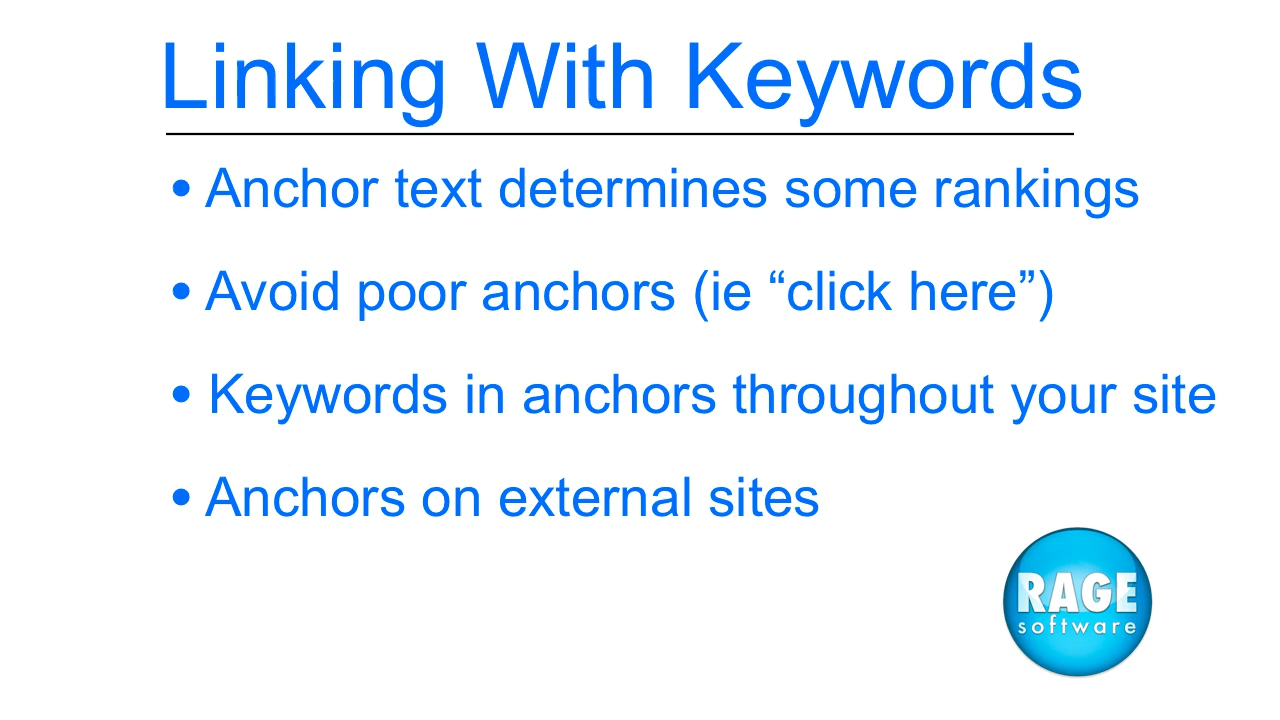 Linking With Keywords
• Anchor text determines some rankings
• Avoid poor anchors (ie “click here”)
• Keywords in anchors throughout your site
• Anchors on external sites
RAGE
software